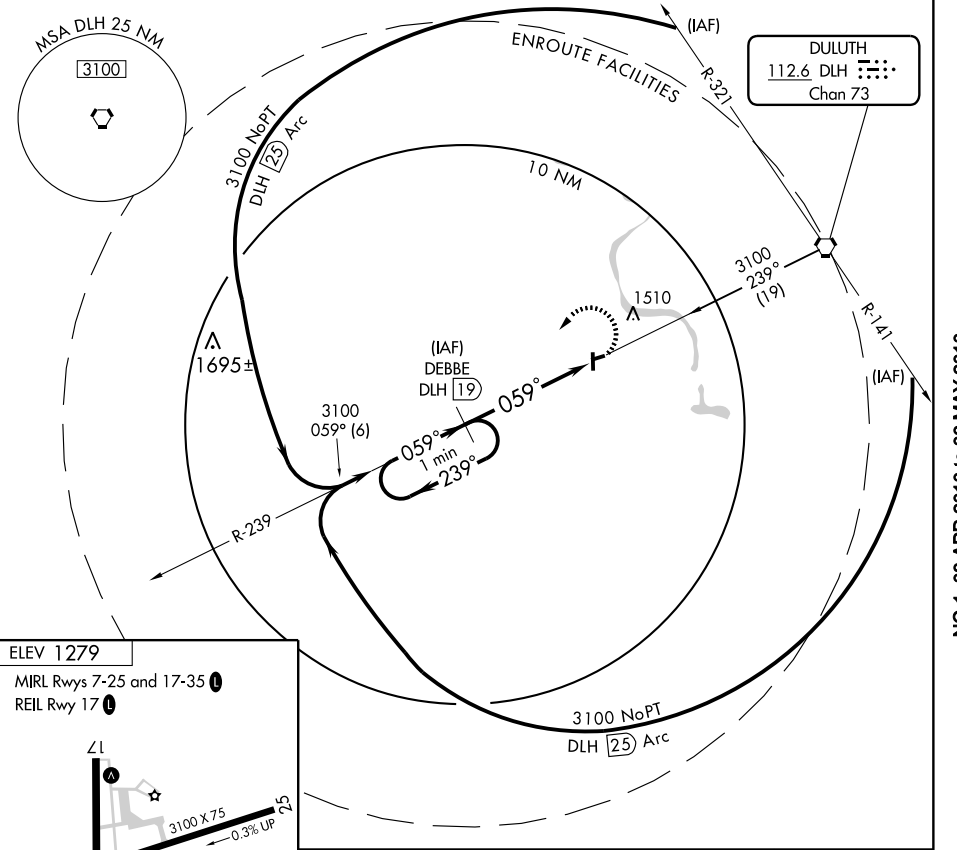 MSA DLH 25 NM
3100
(IAF)
ENROUTE FACILITIES
R-321
DULUTH
112.6 DLH
Chan 73
3100 NoPT
DLH 25 Arc
10 NM
3100
239°
(19)
1510
R-141
(IAF)
1695±
(IAF)
DEBBE
DLH 19
059°
3100
059° (6)
059°
1 min
239°
R-239
3100 NoPT
DLH 25 Arc
ELEV 1279
MIRL Rwys 7-25 and 17-35 L
REIL Rwy 17 L
17
3100 X 75
0.3% UP
25